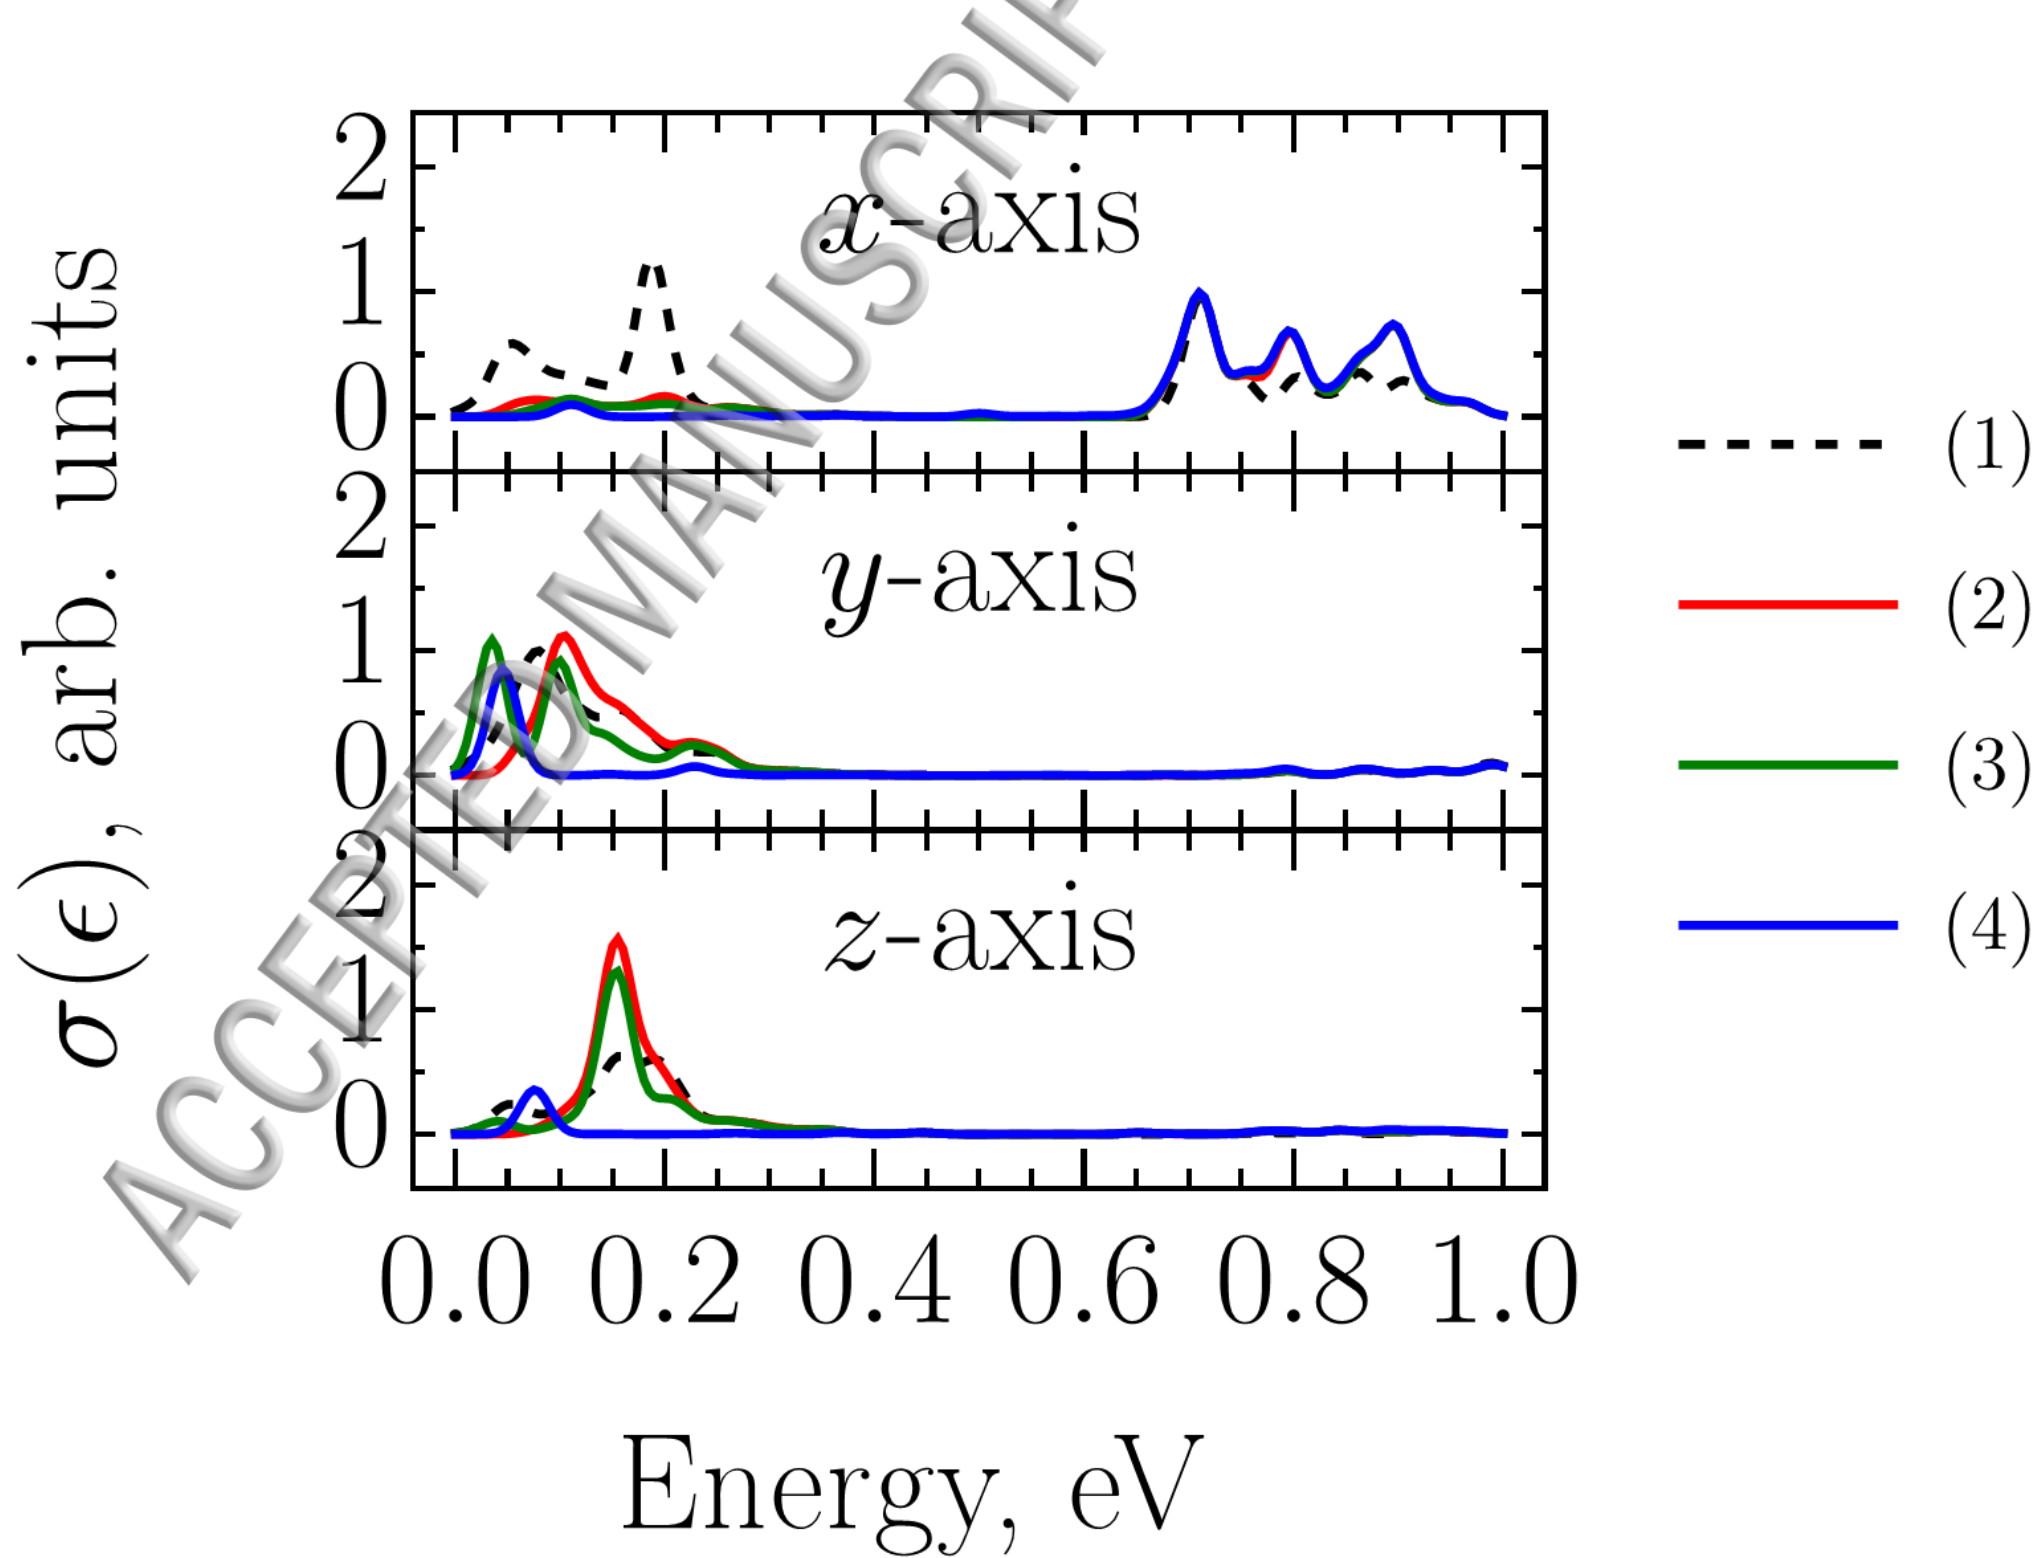 σ(ϵ), arb. units
2
1
0
x-axis
2
1
0
y-axis
2
1
0
z-axis
0.0 0.2 0.4 0.6 0.8 1.0
Energy, eV
(1)
(2)
(3)
(4)
ACCEPTED MANUSCRIP